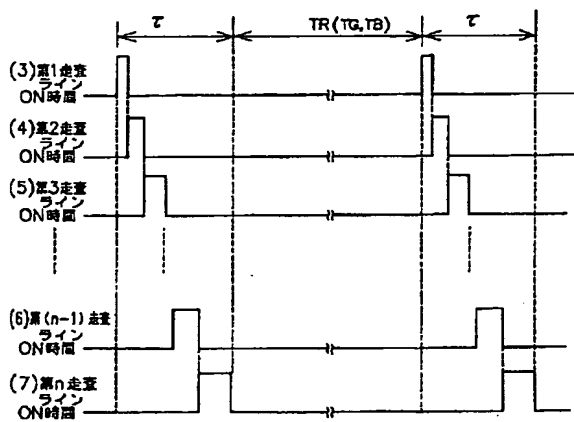 τ TR(TG,TB) τ
(3)第1走査
ライン
ON時間
(4)第2走査
ライン
ON時間
(5)第3走査
ライン
ON時間
(6)第(n-1)走査
ライン
ON時間
(7)第n走査
ライン
ON時間